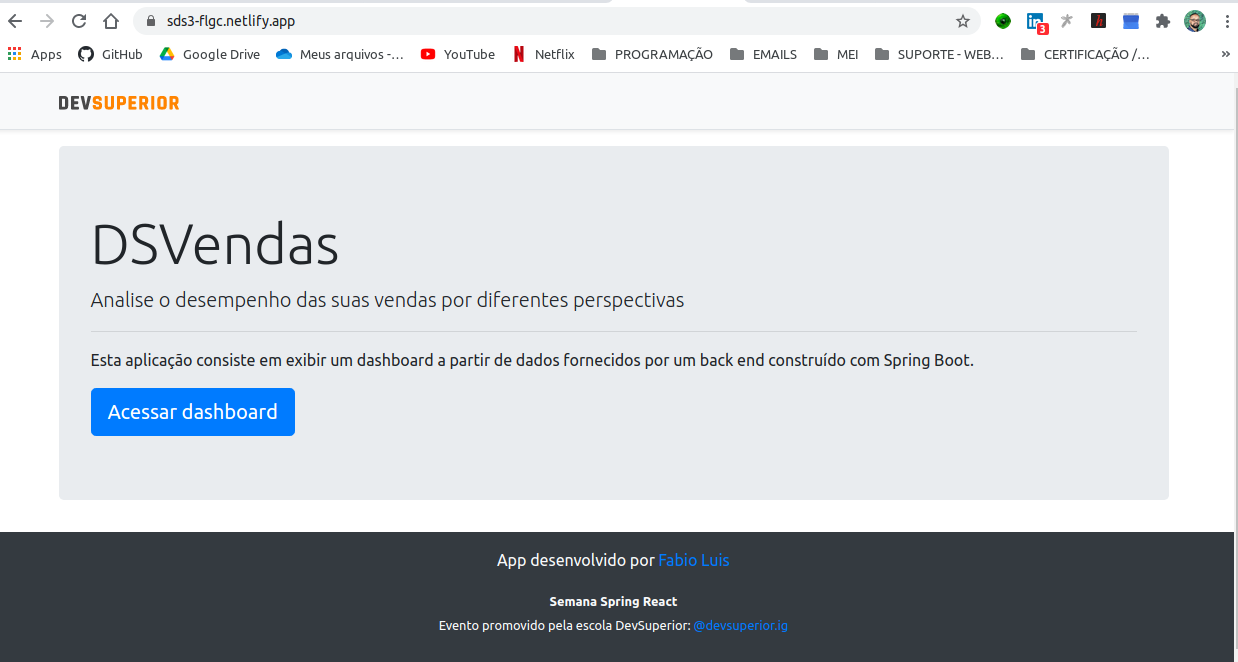 sds3-flgc.netlify.app
3
h
Apps GitHub Google Drive Meus arquivos -... YouTube Netflix PROGRAMAÇÃO EMAILS MEI SUPORTE - WEB... CERTIFICAÇÃO /... »
DEVSUPERIOR
DSVendas
Analise o desempenho das suas vendas por diferentes perspectivas
Esta aplicação consiste em exibir um dashboard a partir de dados fornecidos por um back end construído com Spring Boot.
Acessar dashboard
App desenvolvido por Fabio Luis
Semana Spring React
Evento promovido pela escola DevSuperior: @devsuperior.ig